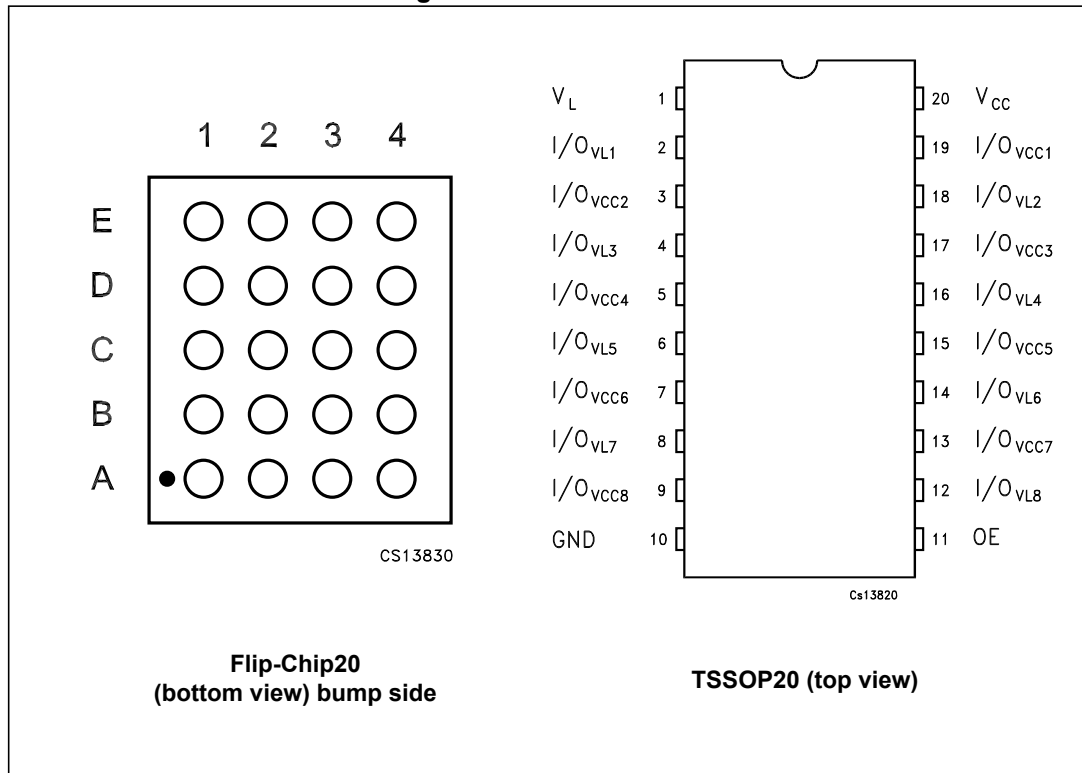 1 2 3 4
E
D
C
B
A
CS13830
Flip-Chip20
(bottom view) bump side
V_L 1 20 V_CC
I/O_VL1 2 19 I/O_VCC1
I/O_VCC2 3 18 I/O_VL2
I/O_VL3 4 17 I/O_VCC3
I/O_VCC4 5 16 I/O_VL4
I/O_VL5 6 15 I/O_VCC5
I/O_VCC6 7 14 I/O_VL6
I/O_VL7 8 13 I/O_VCC7
I/O_VCC8 9 12 I/O_VL8
GND 10 11 OE
Cs13820
TSSOP20 (top view)